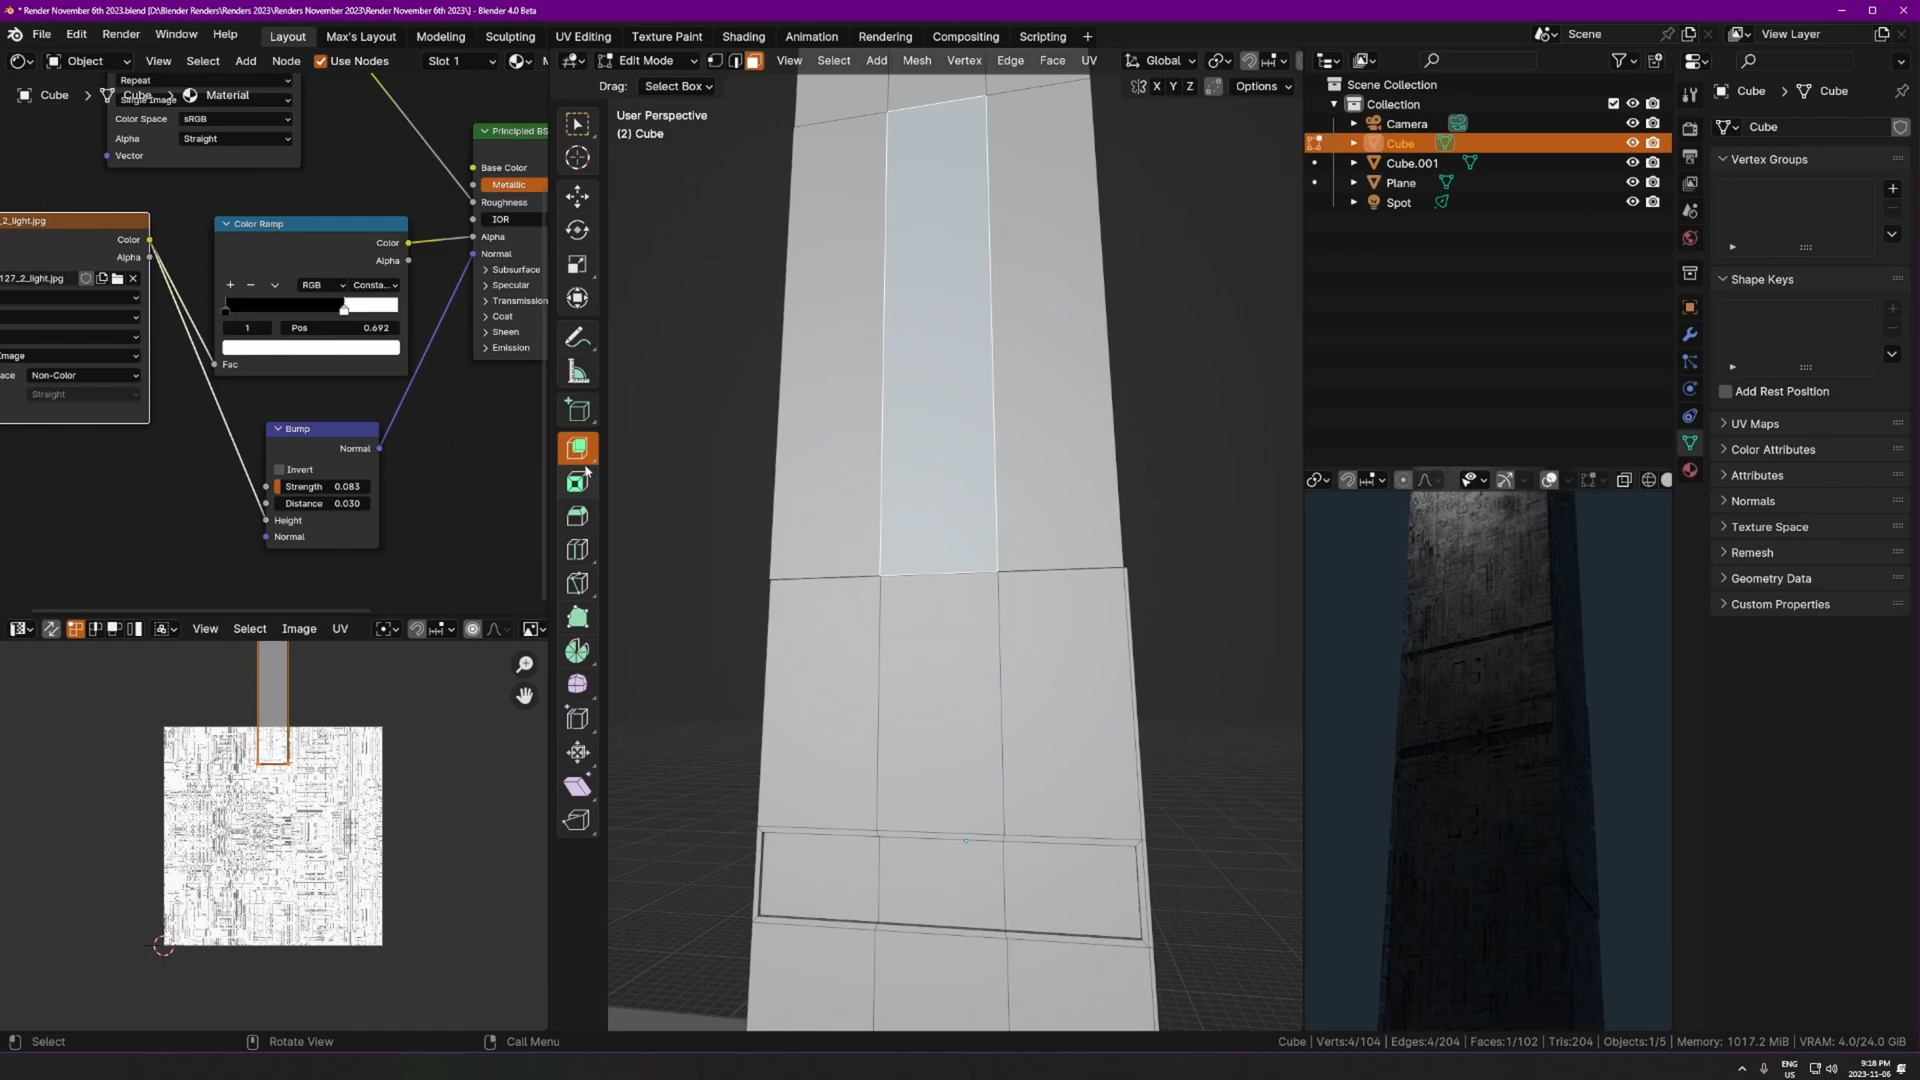 * Render November 6th 2023.blend [D:\Blender Renders\Renders 2023\Renders November 2023\Render November 6th 2023\] - Blender 4.0 Beta
File Edit Render Window Help
Layout Max's Layout Modeling Sculpting UV Editing Texture Paint Shading Animation Rendering Compositing Scripting +
Scene
View Layer
Object View Select Add Node Use Nodes Slot 1
Edit Mode View Select Add Mesh Vertex Edge Face UV Global
Drag: Select Box
X Y Z Options
Cube > Cube > Material
Repeat
Single Image
Color Space sRGB
Alpha Straight
Vector
_2_light.jpg
Color
Alpha
127_2_light.jpg
Image
ace Non-Color
Straight
Color Ramp
Color
Alpha
RGB Consta...
1 Pos 0.692
Fac
Bump
Normal
Invert
Strength 0.083
Distance 0.030
Height
Normal
Principled BS
Base Color
Metallic
Roughness
IOR
Alpha
Normal
Subsurface
Specular
Transmission
Coat
Sheen
Emission
View Select Image UV
User Perspective
(2) Cube
Scene Collection
Collection
Camera
Cube
Cube.001
Plane
Spot
Cube > Cube
Cube
Vertex Groups
Shape Keys
Add Rest Position
UV Maps
Color Attributes
Attributes
Normals
Texture Space
Remesh
Geometry Data
Custom Properties
Select Rotate View Call Menu
Cube | Verts:4/104 | Edges:4/204 | Faces:1/102 | Tris:204 | Objects:1/5 | Memory: 1017.2 MiB | VRAM: 4.0/24.0 GiB
ENG
US
9:18 PM
2023-11-06